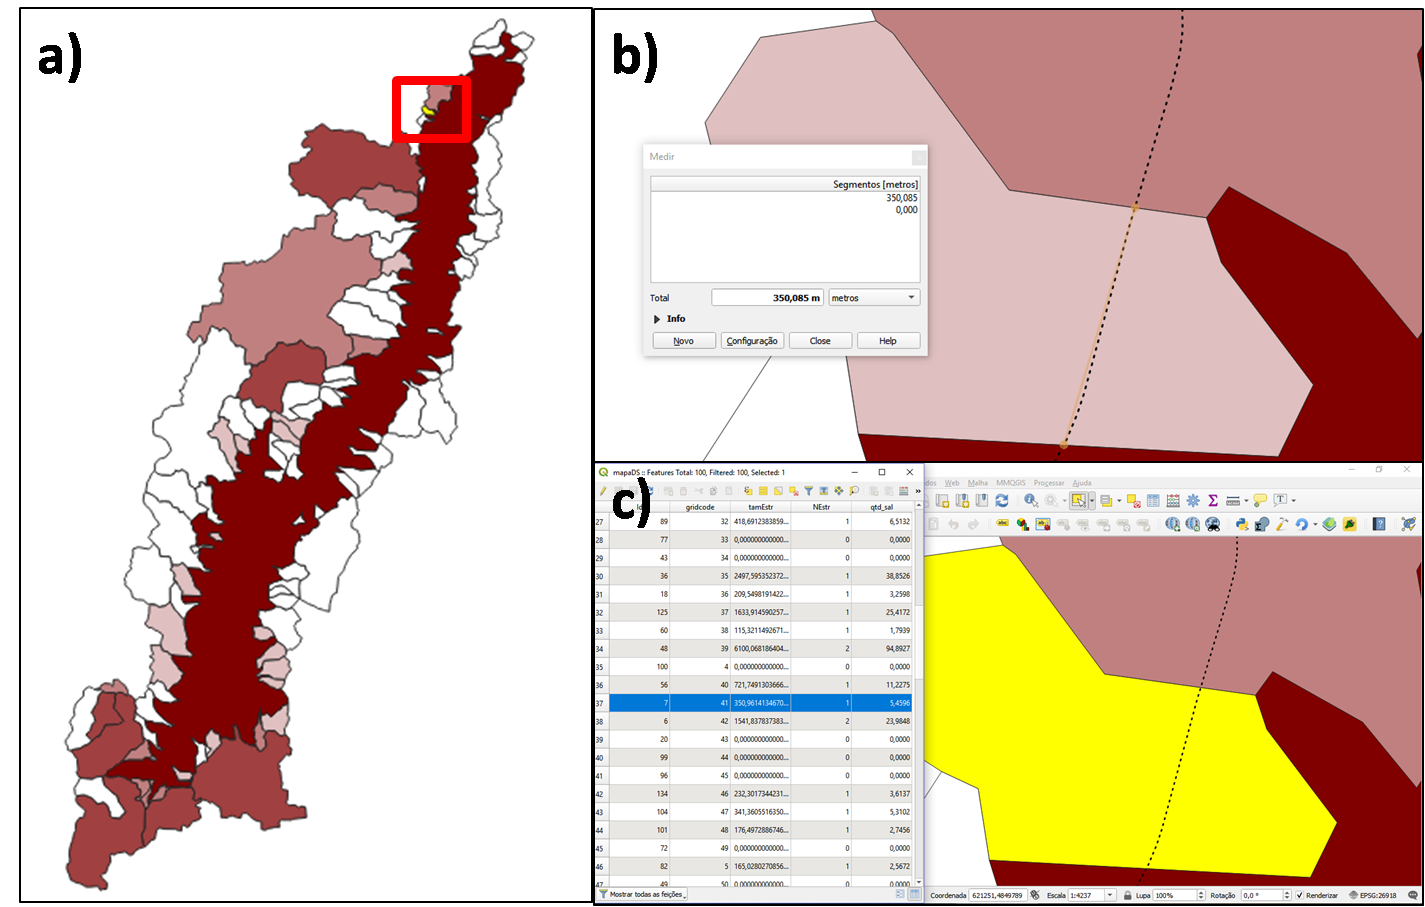 a)
b)
Medir
Segmentos [metros]
350,085
0,000
Total 350,085 m metros
Info
Novo Configuração Close Help
mapaDS :: Features Total: 100, Filtered: 100, Selected: 1
c)
gridcode tamEstr NEstr qtd_sal
27 89 32 418,6912383859... 1 6,5132
28 77 33 0,000000000000... 0 0,0000
29 43 34 0,000000000000... 0 0,0000
30 36 35 2497,595352372... 1 38,8526
31 18 36 209,5498191422... 1 3,2598
32 125 37 1633,914590257... 1 25,4172
33 60 38 115,3211492671... 1 1,7939
34 48 39 6100,068186404... 2 94,8927
35 100 4 0,000000000000... 0 0,0000
36 56 40 721,7491303666... 1 11,2275
37 7 41 350,9614134670... 1 5,4596
38 6 42 1541,837837383... 2 23,9848
39 20 43 0,000000000000... 0 0,0000
40 99 44 0,000000000000... 0 0,0000
41 96 45 0,000000000000... 0 0,0000
42 134 46 232,3017344231... 1 3,6137
43 104 47 341,3605516350... 1 5,3102
44 101 48 176,4972886746... 1 2,7456
45 72 49 0,000000000000... 0 0,0000
46 82 5 165,0280270856... 1 2,5672
47 49 50 0,000000000000... 0 0,0000
Mostrar todas as feições
dos Web Malha MMQGIS Processar Ajuda
Coordenada 621251,4849789 Escala 1:4237 Lupa 100% Rotação 0,0 ° Renderizar EPSG:26918